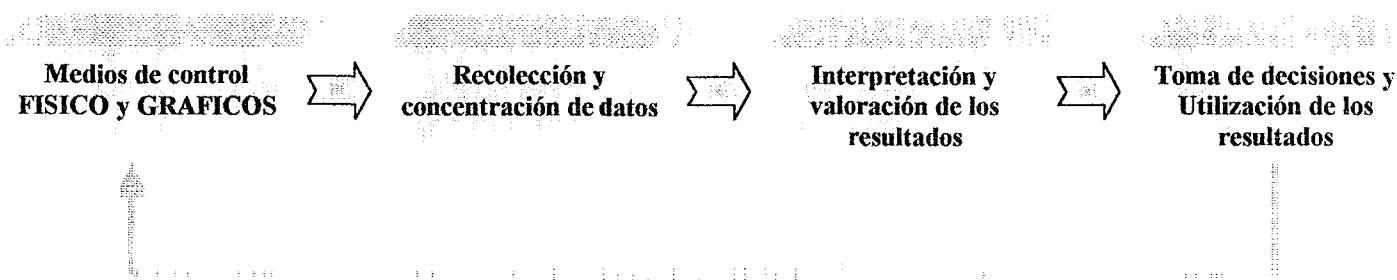 Medios de control
FISICO y GRAFICOS
Recolección y
concentración de datos
Interpretación y
valoración de los
resultados
Toma de decisiones y
Utilización de los
resultados